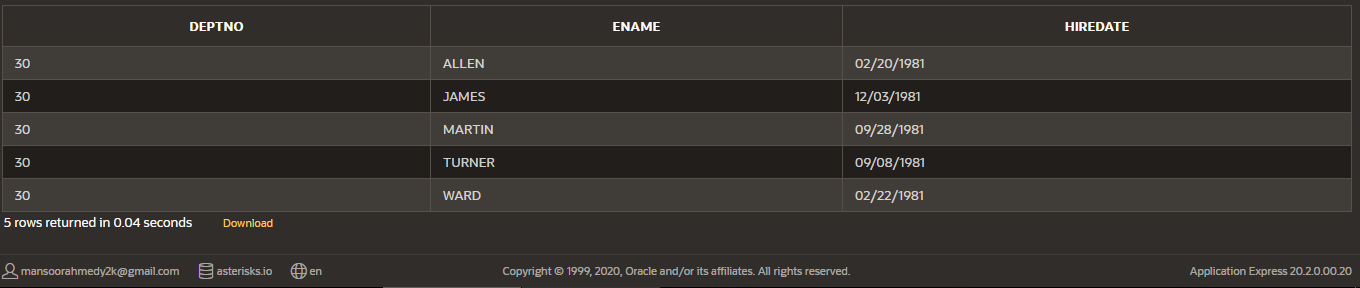 DEPTNO ENAME HIREDATE
30 ALLEN 02/20/1981
30 JAMES 12/03/1981
30 MARTIN 09/28/1981
30 TURNER 09/08/1981
30 WARD 02/22/1981
5 rows returned in 0.04 seconds Download
mansoorahmedy2k@gmail.com asterisks.io en Copyright © 1999, 2020, Oracle and/or its affiliates. All rights reserved. Application Express 20.2.0.00.20